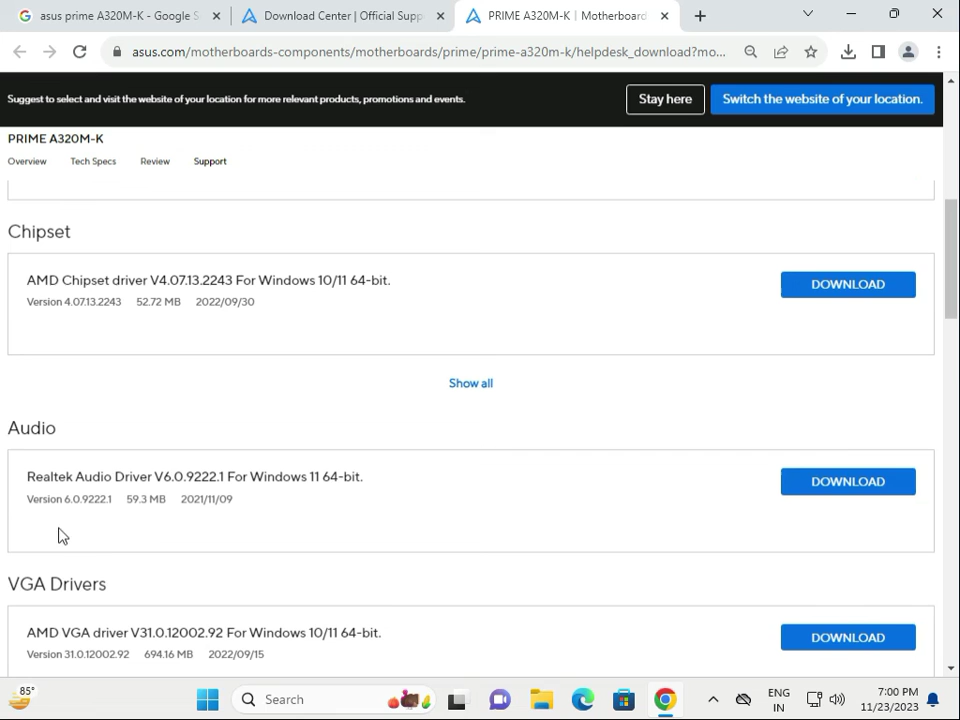 asus prime A320M-K - Google S
Download Center | Official Supp
PRIME A320M-K | Motherboard
asus.com/motherboards-components/motherboards/prime/prime-a320m-k/helpdesk_download?mo...
Suggest to select and visit the website of your location for more relevant products, promotions and events.
Stay here
Switch the website of your location.
PRIME A320M-K
Overview Tech Specs Review Support
Chipset
AMD Chipset driver V4.07.13.2243 For Windows 10/11 64-bit.
DOWNLOAD
Version 4.07.13.2243 52.72 MB 2022/09/30
Show all
Audio
Realtek Audio Driver V6.0.9222.1 For Windows 11 64-bit.
DOWNLOAD
Version 6.0.9222.1 59.3 MB 2021/11/09
VGA Drivers
AMD VGA driver V31.0.12002.92 For Windows 10/11 64-bit.
DOWNLOAD
Version 31.0.12002.92 694.16 MB 2022/09/15
85°
Search
ENG
IN
7:00 PM
11/23/2023